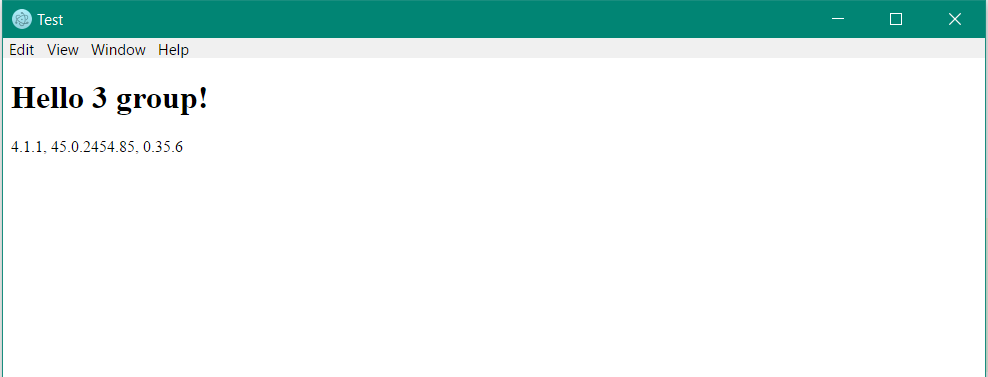 Test
Edit View Window Help
Hello 3 group!
4.1.1, 45.0.2454.85, 0.35.6